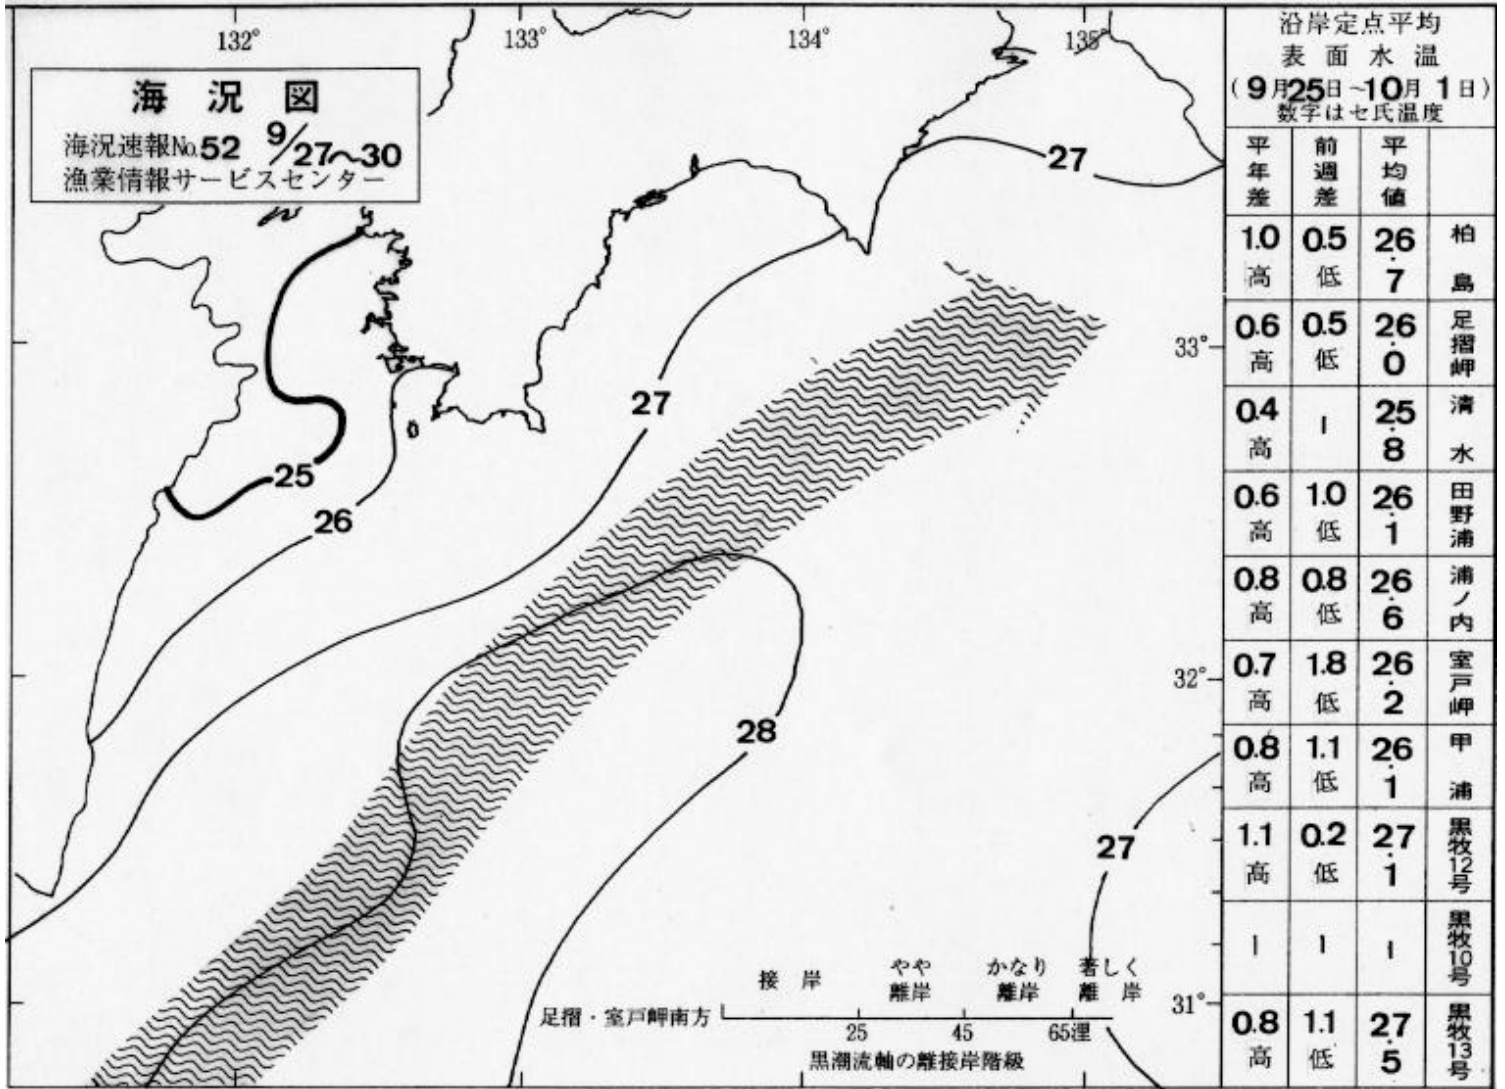 132°
133°
134°
135°
海況図
海況速報No.52 9/27〜30
漁業情報サービスセンター
27
27
25
26
28
27
33°
32°
31°
接岸
やや離岸
かなり離岸
著しく離岸
足摺・室戸岬南方
25 45 65浬
黒潮流軸の離接岸階級
沿岸定点平均
表面水温
(9月25日~10月1日)
数字はセ氏温度
平年差 前週差 平均値
1.0高 0.5低 26.7 柏島
0.6高 0.5低 26.0 足摺岬
0.4高 - 25.8 清水
0.6高 1.0低 26.1 田野浦
0.8高 0.8低 26.6 浦ノ内
0.7高 1.8低 26.2 室戸岬
0.8高 1.1低 26.1 甲浦
1.1高 0.2低 27.1 黒牧12号
- - - 黒牧10号
0.8高 1.1低 27.5 黒牧13号